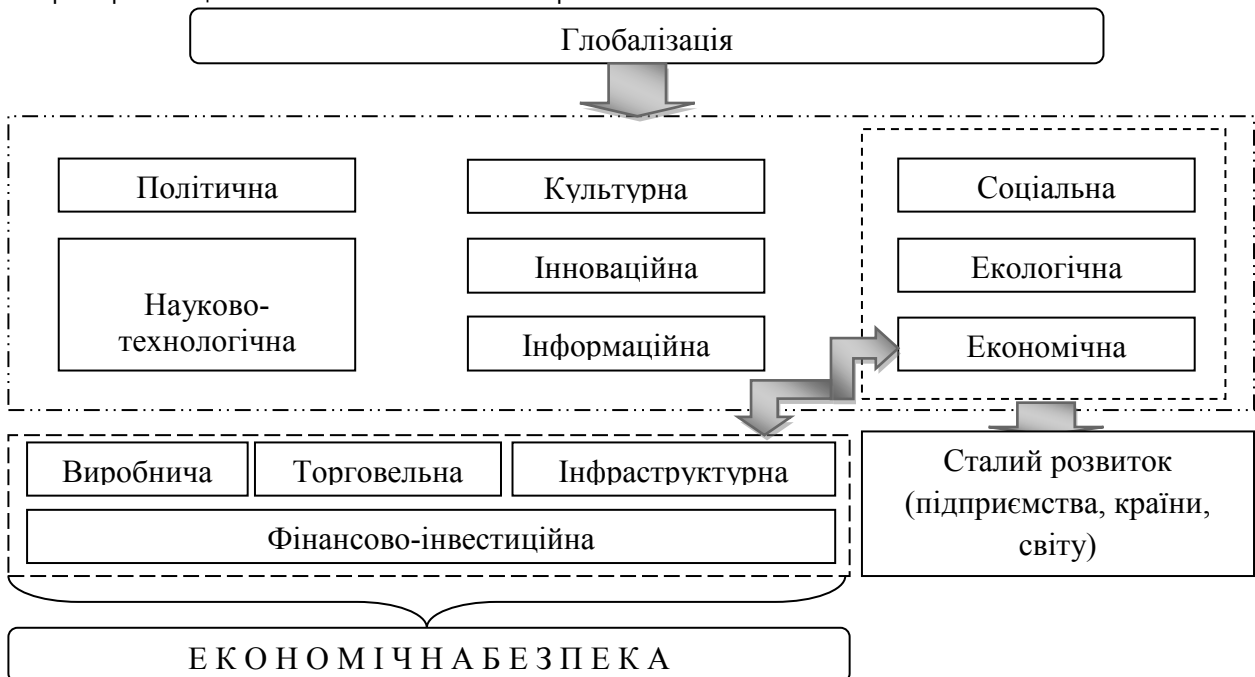 Глобалізація
Політична
Культурна
Соціальна
Науково-
технологічна
Інноваційна
Екологічна
Інформаційна
Економічна
Виробнича
Торговельна
Інфраструктурна
Фінансово-інвестиційна
Сталий розвиток
(підприємства, країни,
світу)
Е К О Н О М І Ч Н А Б Е З П Е К А